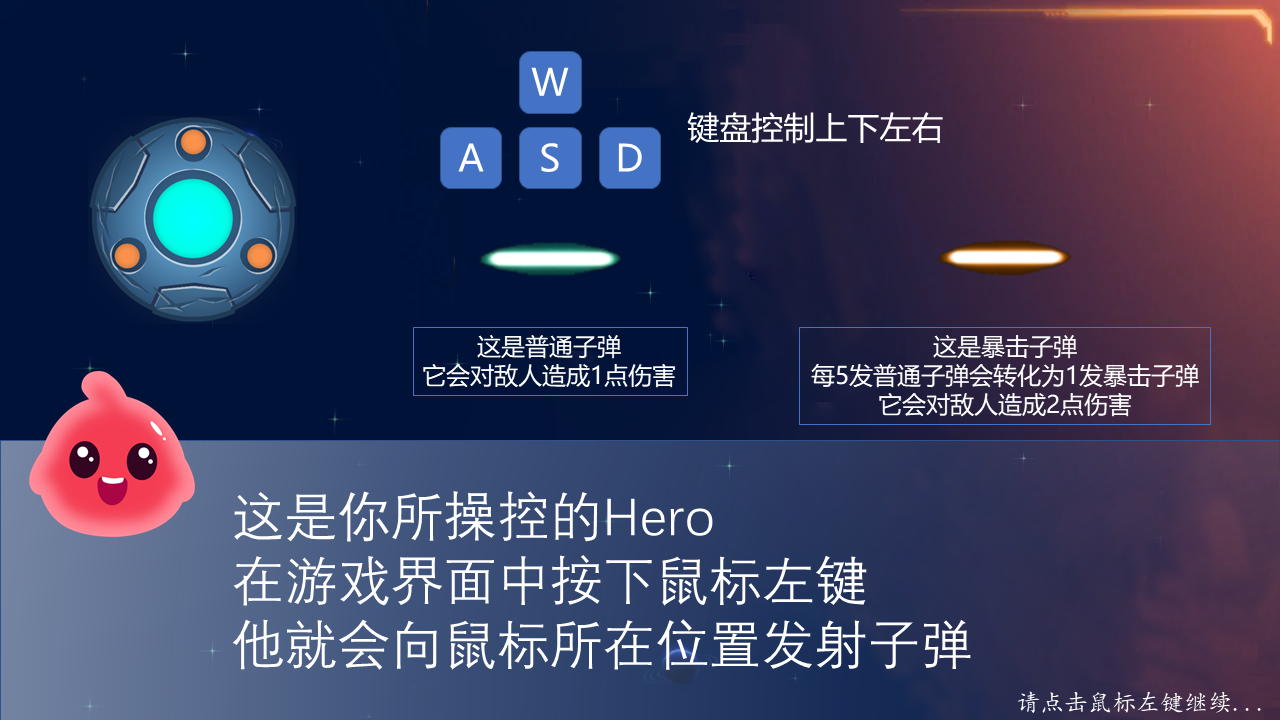 W
A S D
键盘控制上下左右
这是普通子弹
它会对敌人造成1点伤害
这是暴击子弹
每5发普通子弹会转化为1发暴击子弹
它会对敌人造成2点伤害
这是你所操控的Hero
在游戏界面中按下鼠标左键
他就会向鼠标所在位置发射子弹
请点击鼠标左键继续...